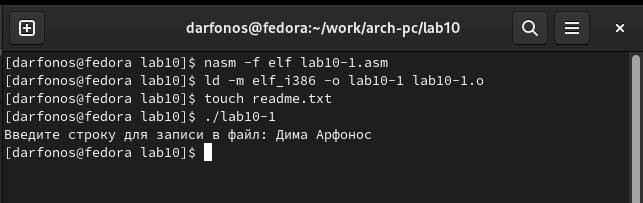 darfonos@fedora:~/work/arch-pc/lab10
[darfonos@fedora lab10]$ nasm -f elf lab10-1.asm
[darfonos@fedora lab10]$ ld -m elf_i386 -o lab10-1 lab10-1.o
[darfonos@fedora lab10]$ touch readme.txt
[darfonos@fedora lab10]$ ./lab10-1
Введите строку для записи в файл: Дима Арфонос
[darfonos@fedora lab10]$